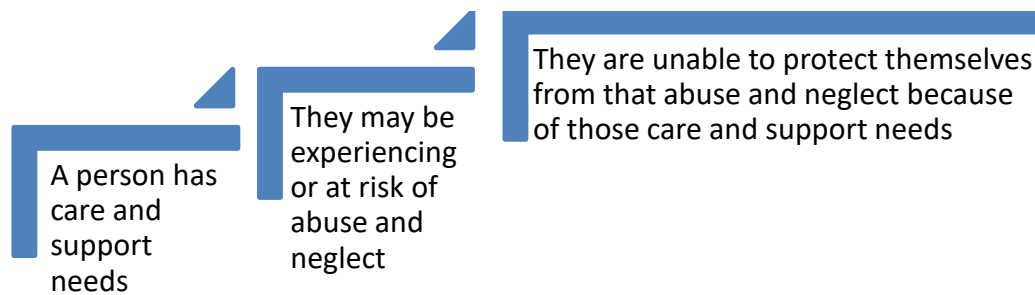 A person has
care and
support
needs
They may be
experiencing
or at risk of
abuse and
neglect
They are unable to protect themselves
from that abuse and neglect because
of those care and support needs